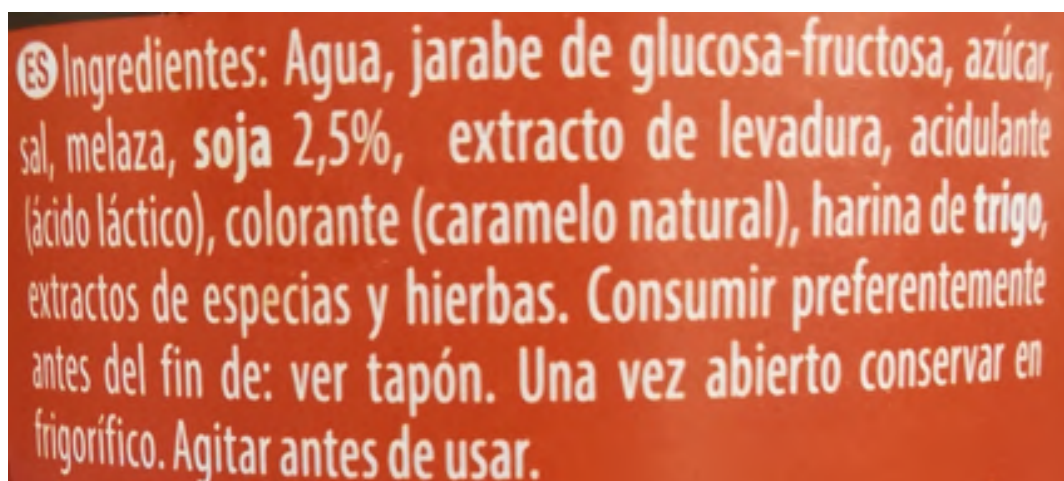 ES Ingredientes: Agua, jarabe de glucosa-fructosa, azúcar,
sal, melaza, soja 2,5%, extracto de levadura, acidulante
(ácido láctico), colorante (caramelo natural), harina de trigo,
extractos de especias y hierbas. Consumir preferentemente
antes del fin de: ver tapón. Una vez abierto conservar en
frigorífico. Agitar antes de usar.